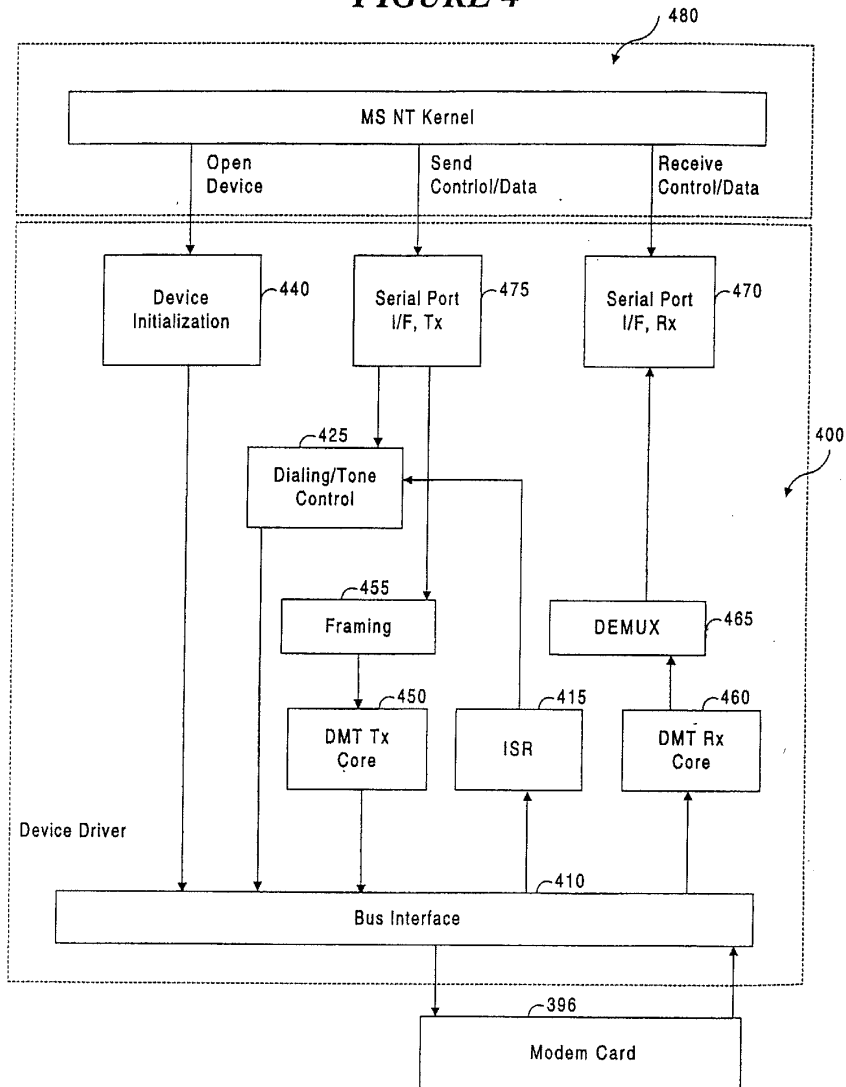 FIGURE 4
480
MS NT Kernel
Open
Device
Send
Contrlol/Data
Receive
Control/Data
Device
Initialization
440
Serial Port
I/F, Tx
475
Serial Port
I/F, Rx
470
425
Dialing/Tone
Control
400
455
Framing
DEMUX
465
450
DMT Tx
Core
415
ISR
460
DMT Rx
Core
Device Driver
410
Bus Interface
396
Modem Card